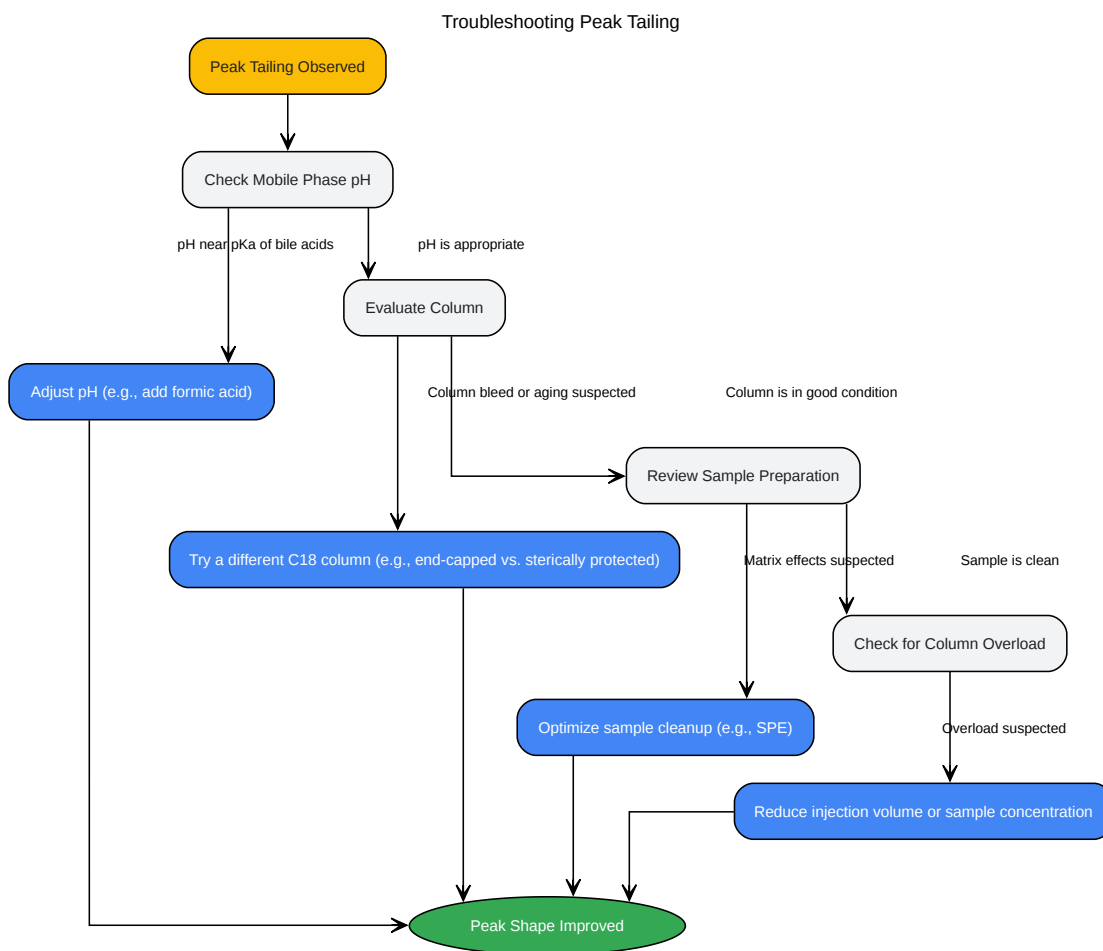 Troubleshooting Peak Tailing
Peak Tailing Observed
Check Mobile Phase pH
pH near pKa of bile acids
pH is appropriate
Evaluate Column
Adjust pH (e.g., add formic acid)
Column bleed or aging suspected
Column is in good condition
Review Sample Preparation
Try a different C18 column (e.g., end-capped vs. sterically protected)
Matrix effects suspected
Sample is clean
Check for Column Overload
Optimize sample cleanup (e.g., SPE)
Overload suspected
Reduce injection volume or sample concentration
Peak Shape Improved